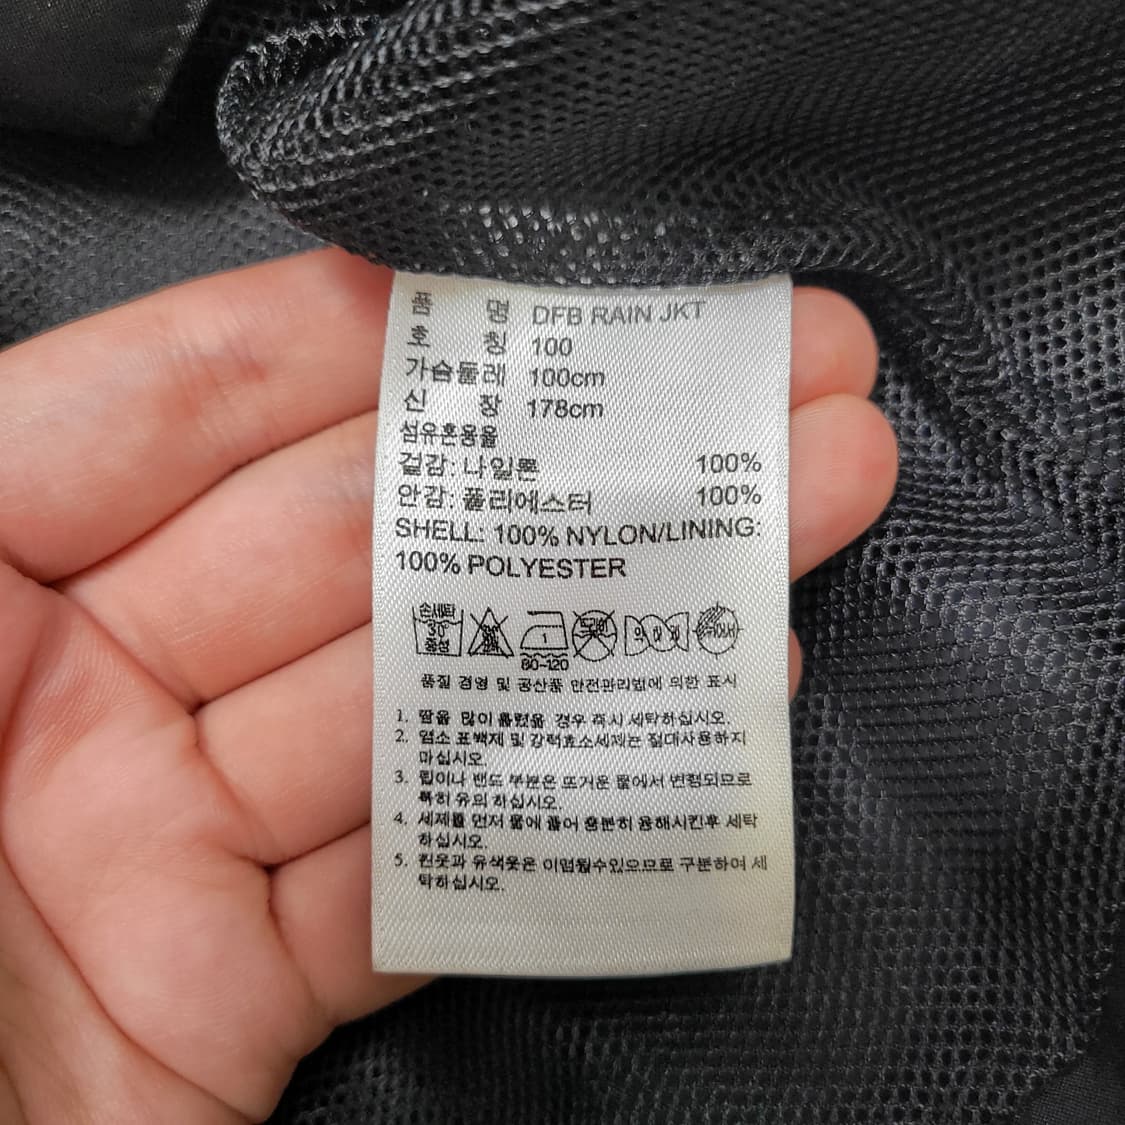 품 명 DFB RAIN JKT
호 칭 100
가슴둘레 100cm
신 장 178cm
섬유혼용율
겉감: 나일론 100%
안감: 폴리에스터 100%
SHELL: 100% NYLON/LINING:
100% POLYESTER
손세탁 30° 중성 1 80-120
품질 경영 및 공산품 안전관리법에 의한 표시
1. 땀을 많이 흘렸을 경우 즉시 세탁하십시오.
2. 염소 표백제 및 강력효소세제는 절대사용하지
마십시오.
3. 립이나 밴드 부분은 뜨거운 물에서 변형되므로
특히 유의 하십시오.
4. 세제를 먼저 물에 풀어 충분히 용해시킨후 세탁
하십시오.
5. 흰옷과 유색옷은 이염될수있으므로 구분하여 세
탁하십시오.